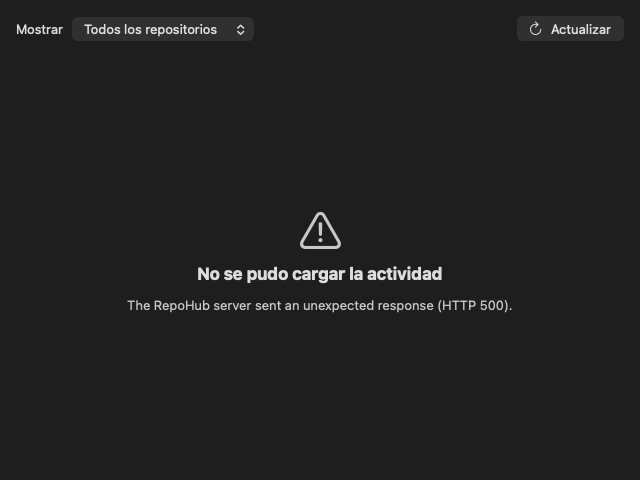 Mostrar Todos los repositorios Actualizar
No se pudo cargar la actividad
The RepoHub server sent an unexpected response (HTTP 500).